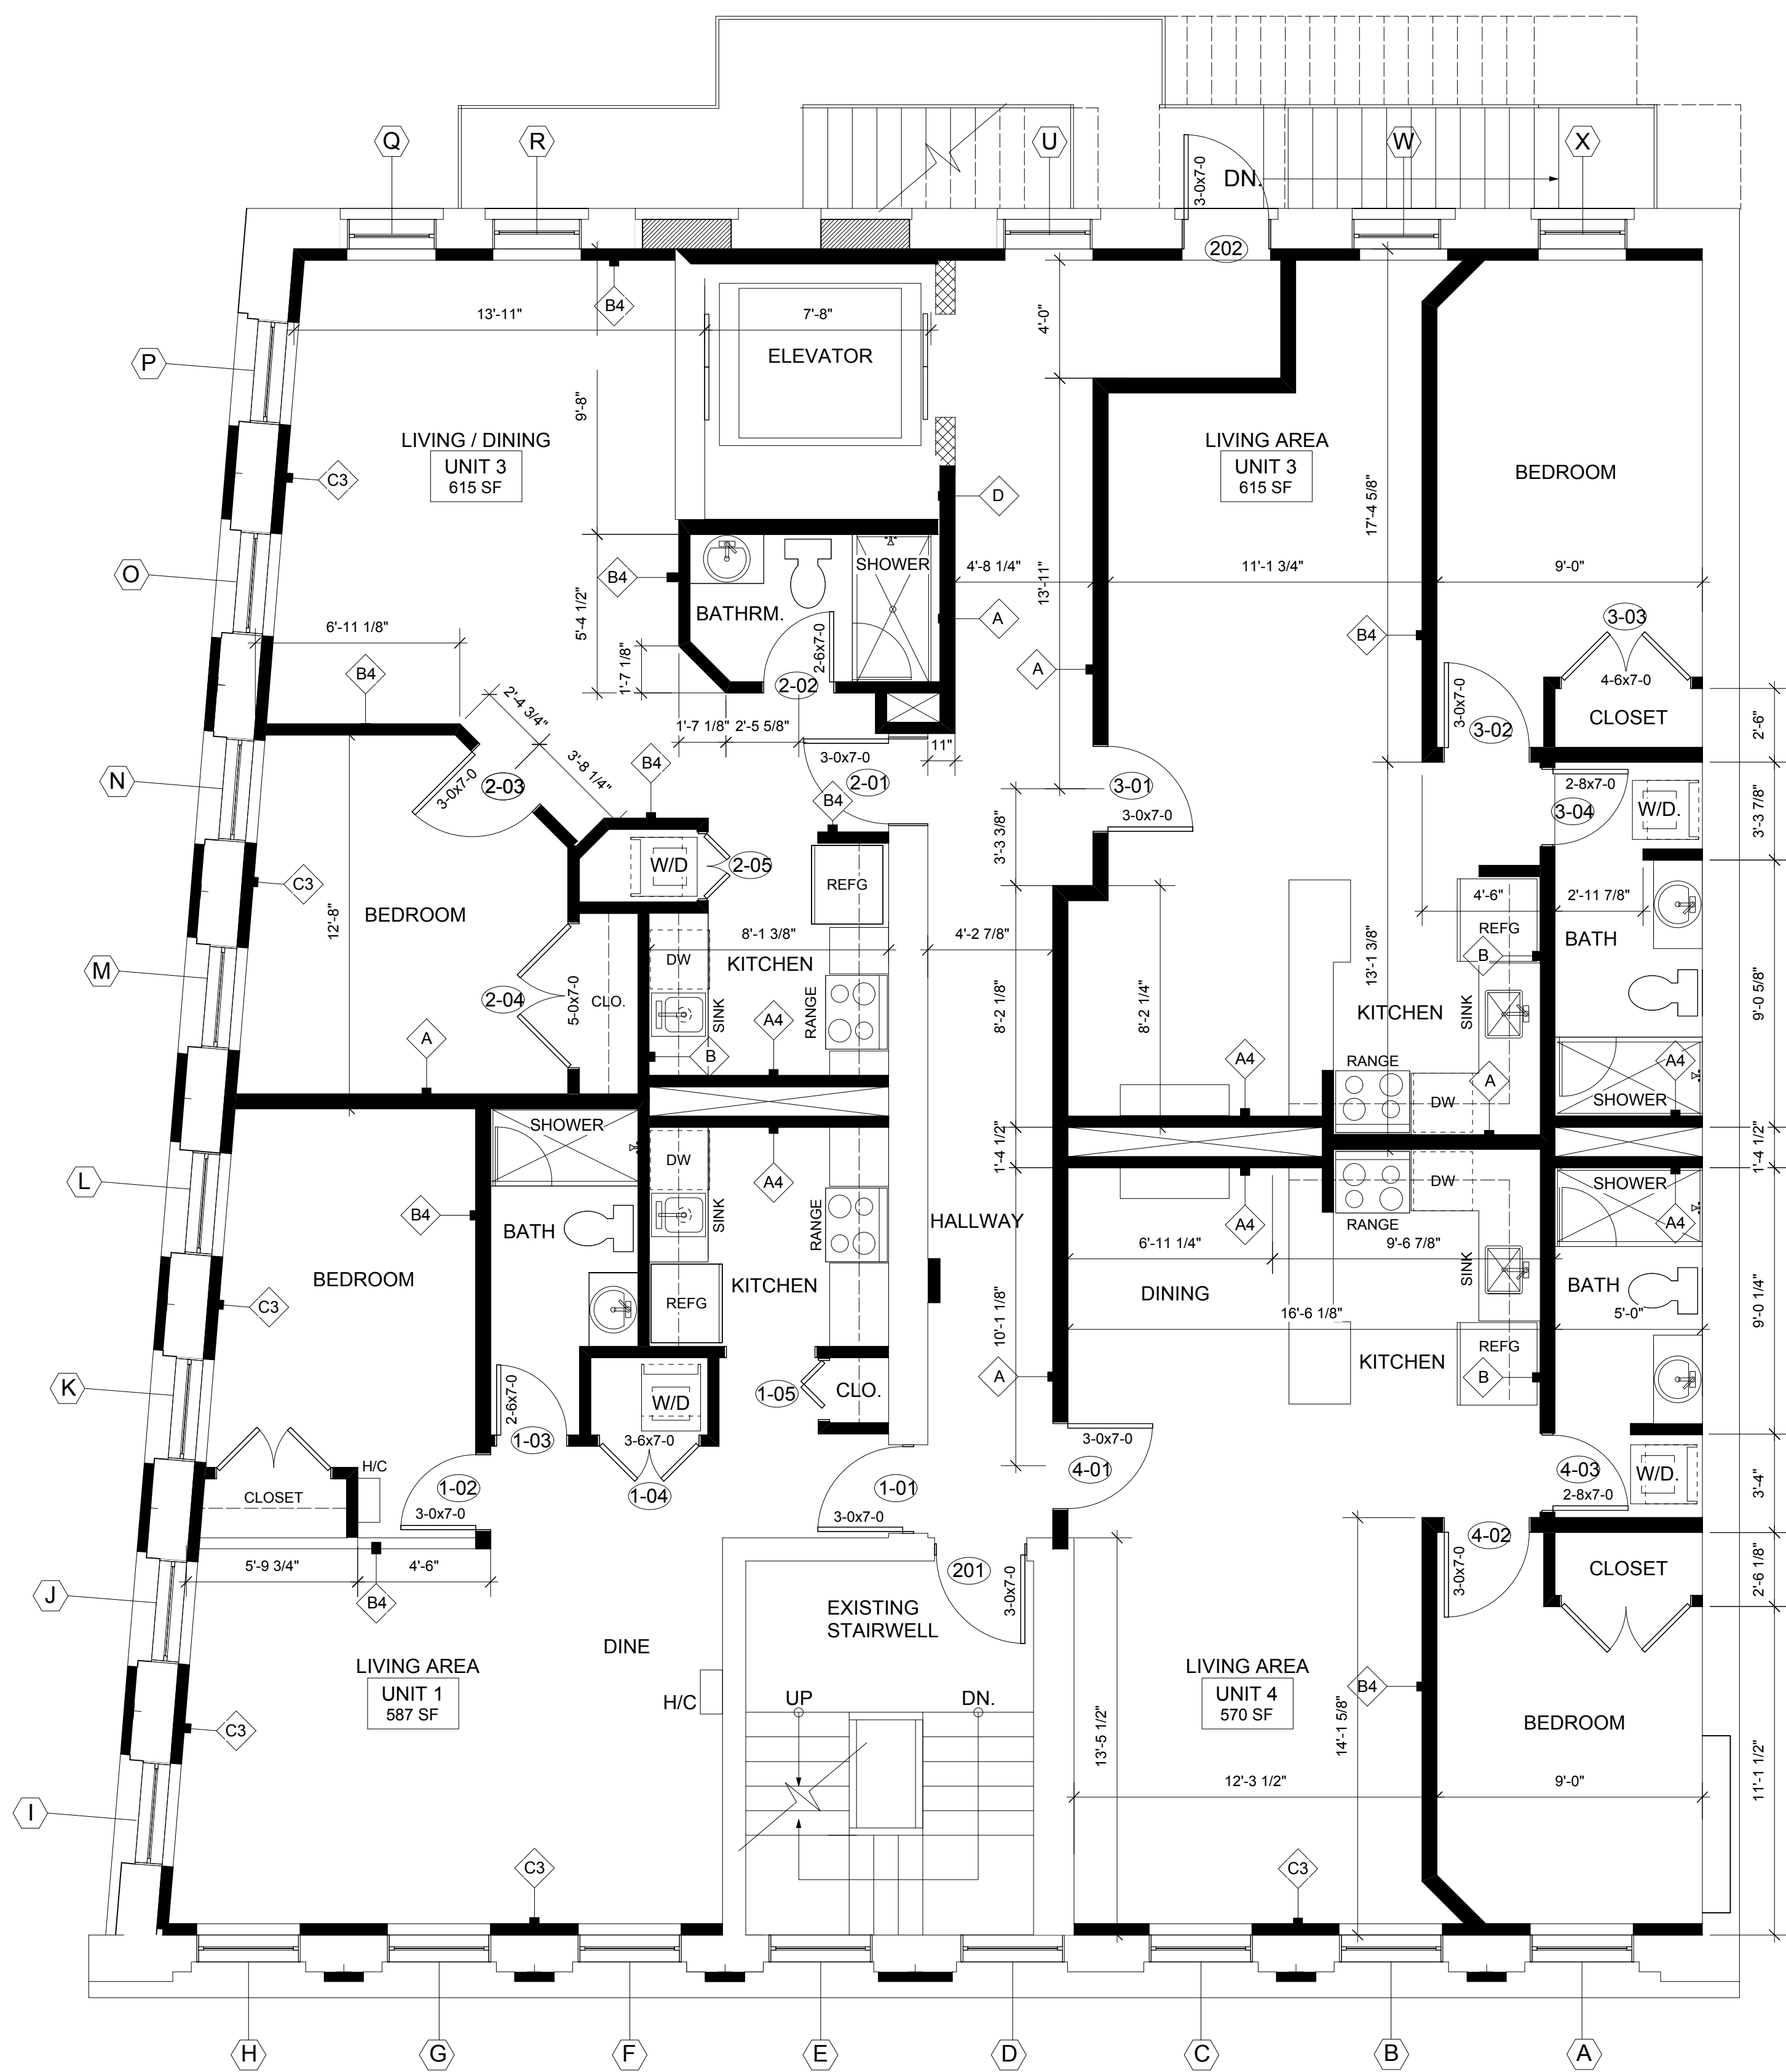 Q
R
U
W
X
3-0x7-0
DN.
202
B4
13'-11"
7'-8"
4'-0"
ELEVATOR
P
9'-8"
LIVING / DINING
UNIT 3
615 SF
LIVING AREA
UNIT 3
615 SF
BEDROOM
C3
D
17'-4 5/8"
O
B4
SHOWER
4'-8 1/4"
13'-11"
11'-1 3/4"
9'-0"
5'-4 1/2"
BATHRM.
A
3-03
6'-11 1/8"
2-6x7-0
B4
1'-7 1/8"
A
B4
4-6x7-0
2-02
CLOSET
2'-4 3/4"
1'-7 1/8"
2'-5 5/8"
3-0x7-0
3-02
2'-6"
11"
3-0x7-0
2-01
B4
3'-8 1/4"
N
3-0x7-0
2-03
B4
3-01
3-0x7-0
2-8x7-0
3-04
W/D.
3'-3 7/8"
3'-3 3/8"
W/D
2-05
REFG
C3
BEDROOM
12'-8"
4'-6"
2'-11 7/8"
REFG
BATH
8'-1 3/8"
4'-2 7/8"
DW
KITCHEN
B
M
2-04
5-0x7-0
CLO.
SINK
RANGE
A4
8'-2 1/8"
8'-2 1/4"
13'-1 3/8"
KITCHEN
SINK
9'-0 5/8"
A
B
A4
RANGE
A
DW
A4
SHOWER
SHOWER
1'-4 1/2"
1'-4 1/2"
DW
A4
L
B4
BATH
SINK
RANGE
HALLWAY
A4
DW
RANGE
SHOWER
A4
6'-11 1/4"
9'-6 7/8"
SINK
BEDROOM
KITCHEN
DINING
BATH
C3
REFG
10'-1 1/8"
16'-6 1/8"
5'-0"
9'-0 1/4"
REFG
KITCHEN
K
2-6x7-0
W/D
1-05
CLO.
A
B
1-03
3-6x7-0
3-0x7-0
H/C
4-01
4-03
W/D.
CLOSET
1-02
1-04
1-01
2-8x7-0
3'-4"
3-0x7-0
3-0x7-0
4-02
5'-9 3/4"
4'-6"
201
3-0x7-0
3-0x7-0
CLOSET
2'-6 1/8"
J
B4
EXISTING
STAIRWELL
DINE
LIVING AREA
UNIT 1
587 SF
LIVING AREA
UNIT 4
570 SF
B4
H/C
UP
DN.
BEDROOM
C3
13'-5 1/2"
14'-1 5/8"
12'-3 1/2"
9'-0"
11'-1 1/2"
I
C3
C3
H
G
F
E
D
C
B
A